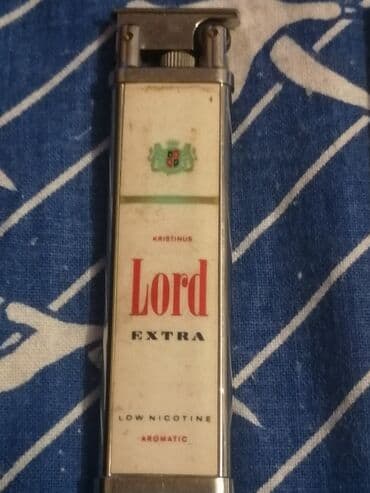 KRISTINUS
Lord
EXTRA
LOW NICOTINE
AROMATIC